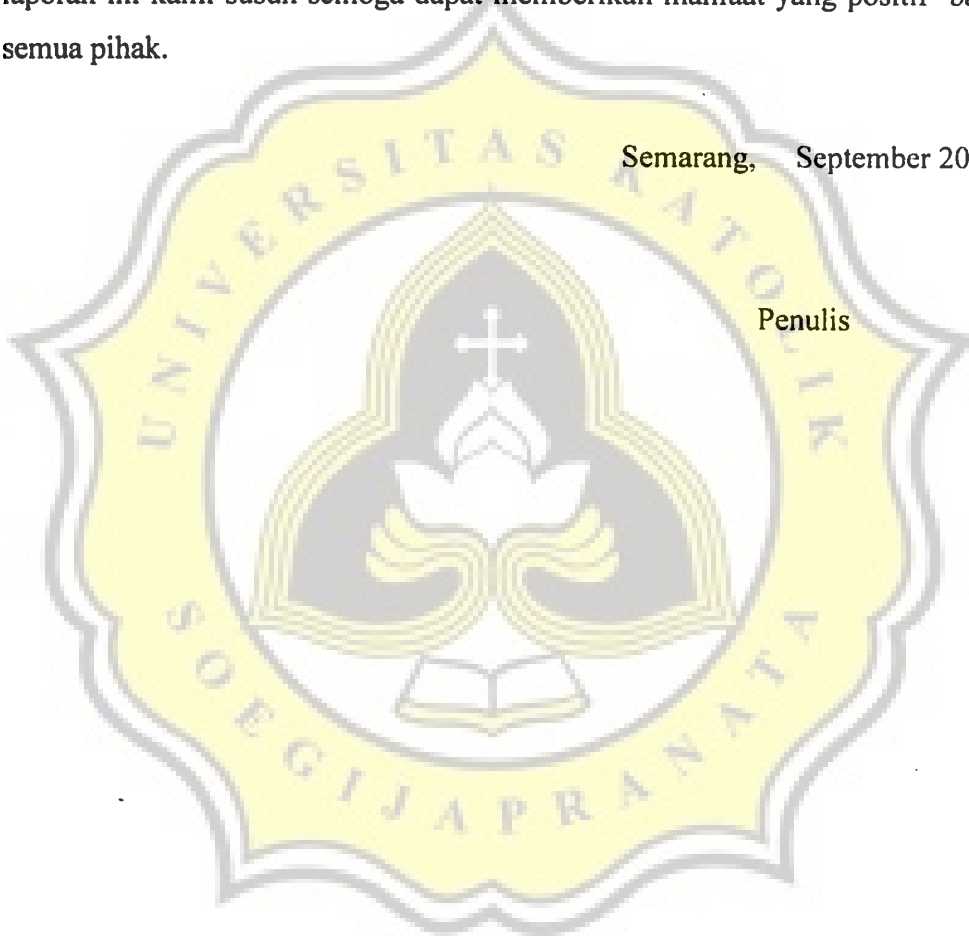 laporan ini kami susun semoga dapat memberikan manfaat yang positif
semua pihak.
Semarang, September 20
Penulis
UNIVERSITAS KATOLIK
SOEGIJAPRANATA